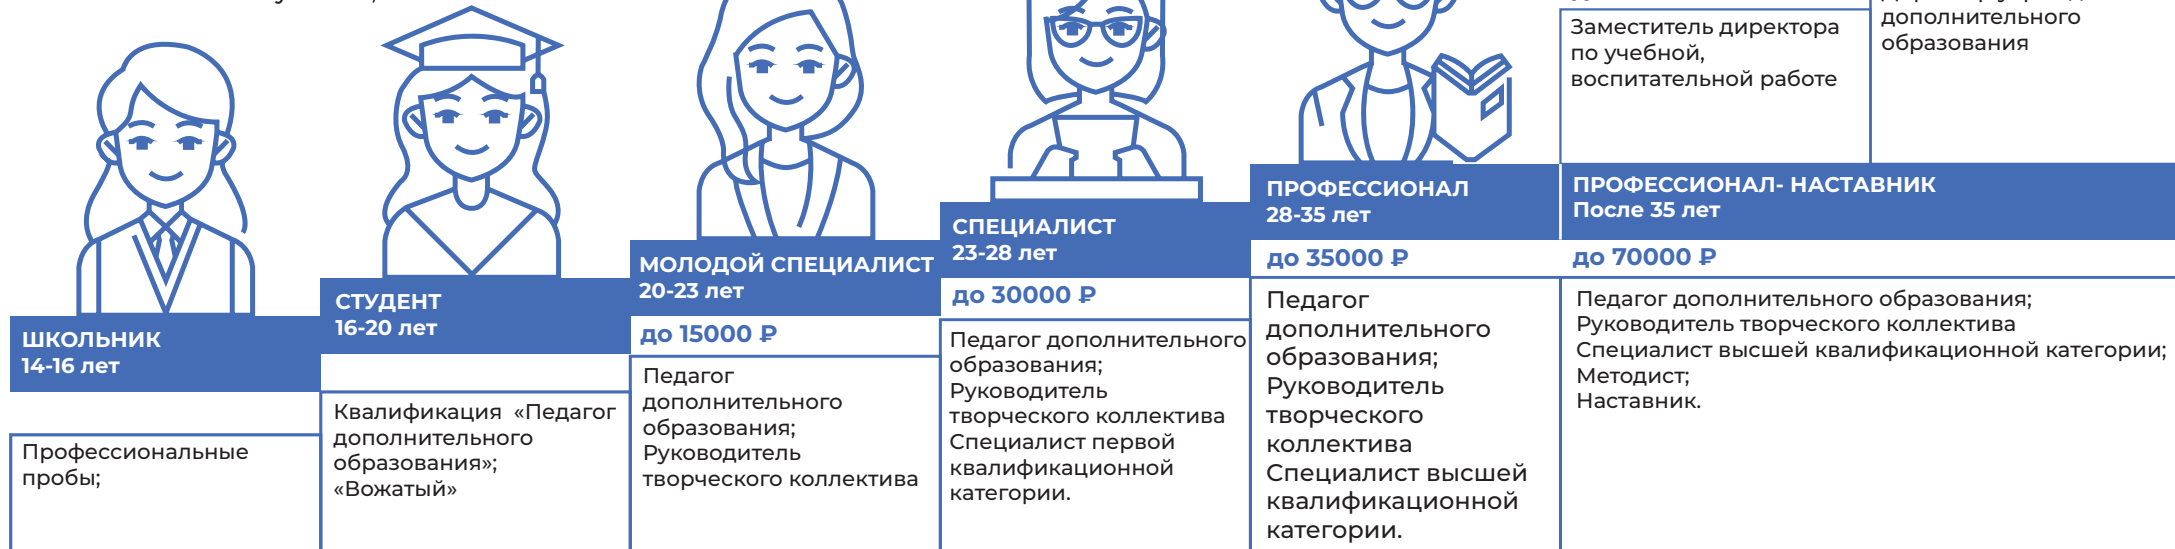 Заместитель директора
по учебной,
воспитательной работе
дополнительного
образования
ШКОЛЬНИК
14-16 лет
Профессиональные
пробы;
СТУДЕНТ
16-20 лет
Квалификация «Педагог
дополнительного
образования»;
«Вожатый»
МОЛОДОЙ СПЕЦИАЛИСТ
20-23 лет
до 15000 ₽
Педагог
дополнительного
образования;
Руководитель
творческого коллектива
СПЕЦИАЛИСТ
23-28 лет
до 30000 ₽
Педагог дополнительного
образования;
Руководитель
творческого коллектива
Специалист первой
квалификационной
категории.
ПРОФЕССИОНАЛ
28-35 лет
до 35000 ₽
Педагог
дополнительного
образования;
Руководитель
творческого
коллектива
Специалист высшей
квалификационной
категории.
ПРОФЕССИОНАЛ- НАСТАВНИК
После 35 лет
до 70000 ₽
Педагог дополнительного образования;
Руководитель творческого коллектива
Специалист высшей квалификационной категории;
Методист;
Наставник.